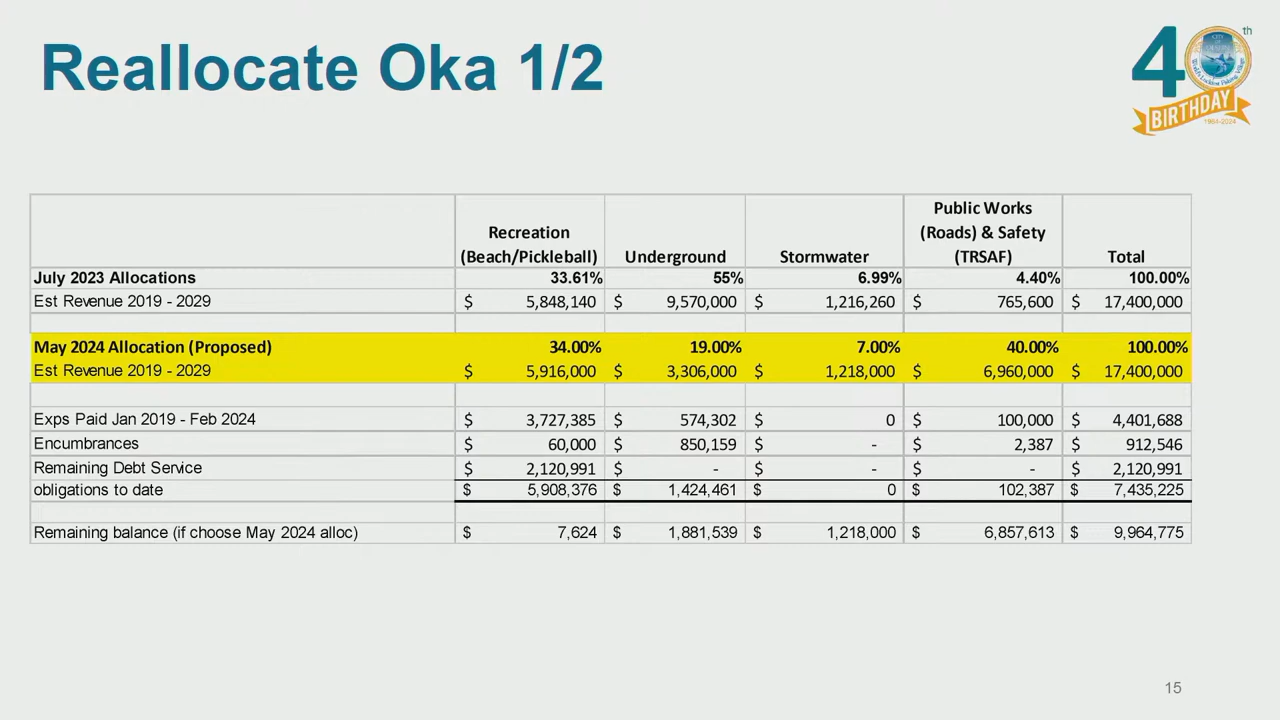 Reallocate Oka 1/2
40th
BIRTHDAY
Recreation (Beach/Pickleball) Underground Stormwater Public Works (Roads) & Safety (TRSAF) Total
July 2023 Allocations 33.61% 55% 6.99% 4.40% 100.00%
Est Revenue 2019 - 2029 $ 5,848,140 $ 9,570,000 $ 1,216,260 $ 765,600 $ 17,400,000
May 2024 Allocation (Proposed) 34.00% 19.00% 7.00% 40.00% 100.00%
Est Revenue 2019 - 2029 $ 5,916,000 $ 3,306,000 $ 1,218,000 $ 6,960,000 $ 17,400,000
Exps Paid Jan 2019 - Feb 2024 $ 3,727,385 $ 574,302 $ 0 $ 100,000 $ 4,401,688
Encumbrances $ 60,000 $ 850,159 $ - $ 2,387 $ 912,546
Remaining Debt Service $ 2,120,991 $ - $ - $ - $ 2,120,991
obligations to date $ 5,908,376 $ 1,424,461 $ 0 $ 102,387 $ 7,435,225
Remaining balance (if choose May 2024 alloc) $ 7,624 $ 1,881,539 $ 1,218,000 $ 6,857,613 $ 9,964,775
15